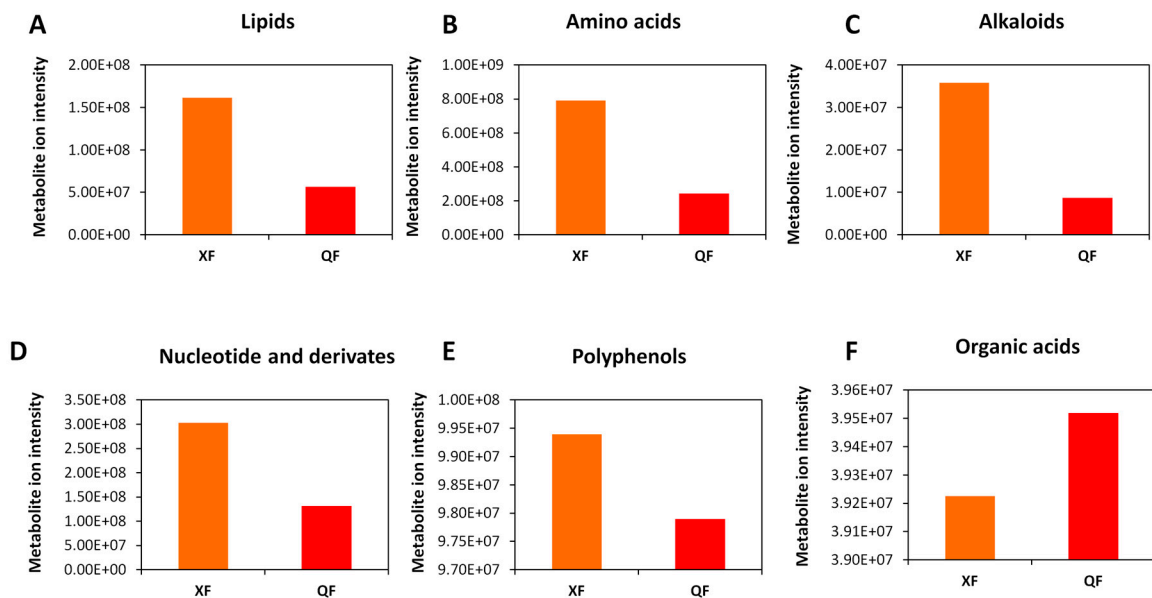 A
Lipids
Metabolite ion intensity
2.00E+08
1.50E+08
1.00E+08
5.00E+07
0.00E+00
XF
QF
B
Amino acids
Metabolite ion intensity
1.00E+09
8.00E+08
6.00E+08
4.00E+08
2.00E+08
0.00E+00
XF
QF
C
Alkaloids
Metabolite ion intensity
4.00E+07
3.00E+07
2.00E+07
1.00E+07
0.00E+00
XF
QF
D
Nucleotide and derivates
Metabolite ion intensity
3.50E+08
3.00E+08
2.50E+08
2.00E+08
1.50E+08
1.00E+08
5.00E+07
0.00E+00
XF
QF
E
Polyphenols
Metabolite ion intensity
1.00E+08
9.95E+07
9.90E+07
9.85E+07
9.80E+07
9.75E+07
9.70E+07
XF
QF
F
Organic acids
Metabolite ion intensity
3.96E+07
3.95E+07
3.94E+07
3.93E+07
3.92E+07
3.91E+07
3.90E+07
XF
QF